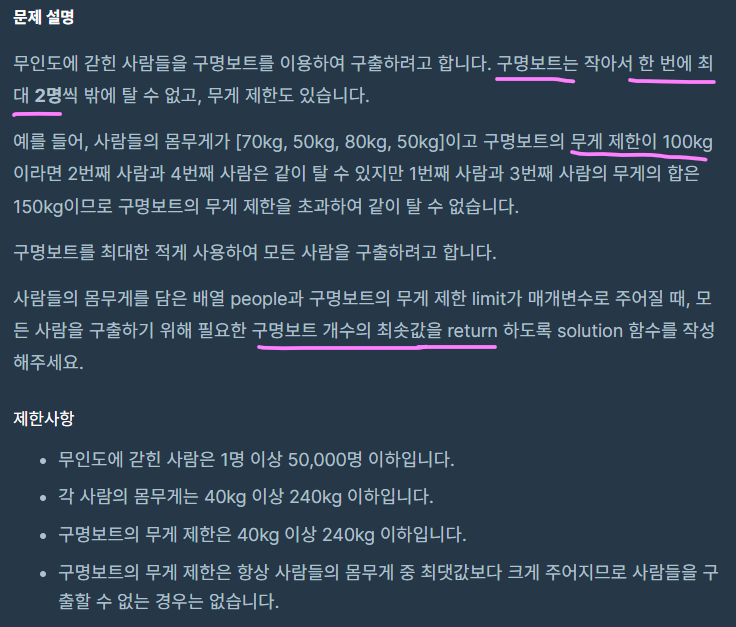 문제 설명
무인도에 갇힌 사람들을 구명보트를 이용하여 구출하려고 합니다. 구명보트는 작아서 한 번에 최
대 2명씩 밖에 탈 수 없고, 무게 제한도 있습니다.
예를 들어, 사람들의 몸무게가 [70kg, 50kg, 80kg, 50kg]이고 구명보트의 무게 제한이 100kg
이라면 2번째 사람과 4번째 사람은 같이 탈 수 있지만 1번째 사람과 3번째 사람의 무게의 합은
150kg이므로 구명보트의 무게 제한을 초과하여 같이 탈 수 없습니다.
구명보트를 최대한 적게 사용하여 모든 사람을 구출하려고 합니다.
사람들의 몸무게를 담은 배열 people과 구명보트의 무게 제한 limit가 매개변수로 주어질 때, 모
든 사람을 구출하기 위해 필요한 구명보트 개수의 최솟값을 return 하도록 solution 함수를 작성
해주세요.
제한사항
• 무인도에 갇힌 사람은 1명 이상 50,000명 이하입니다.
• 각 사람의 몸무게는 40kg 이상 240kg 이하입니다.
• 구명보트의 무게 제한은 40kg 이상 240kg 이하입니다.
• 구명보트의 무게 제한은 항상 사람들의 몸무게 중 최댓값보다 크게 주어지므로 사람들을 구
출할 수 없는 경우는 없습니다.